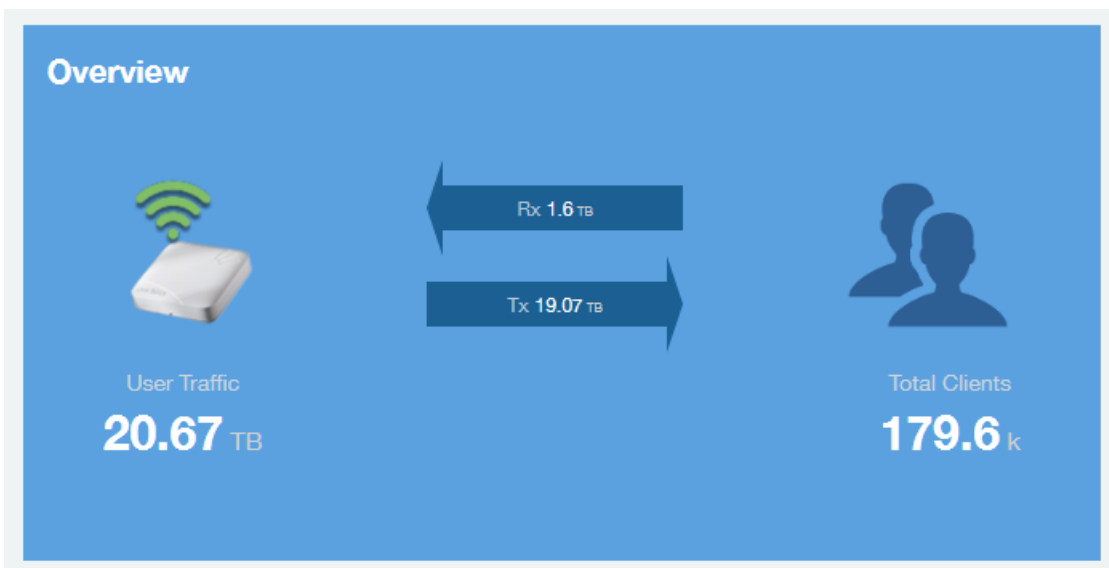 Overview
Rx 1.6 TB
Tx 19.07 TB
User Traffic
20.67 TB
Total Clients
179.6 k